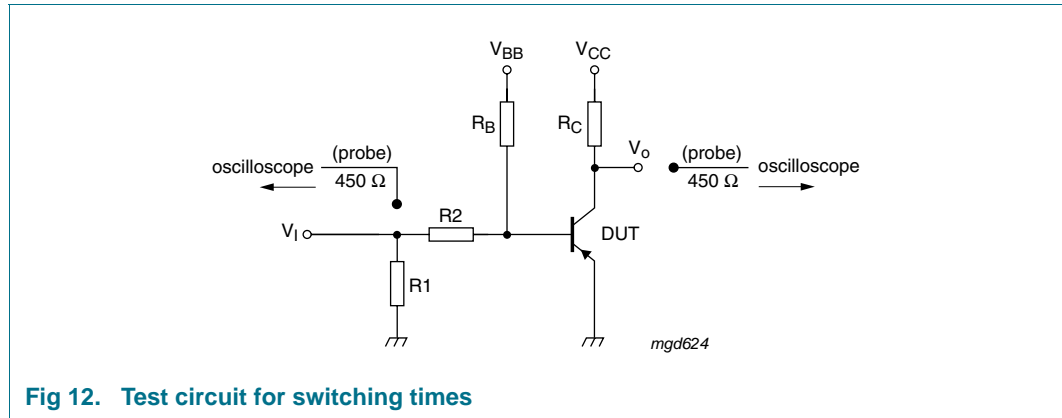 V_BB
V_CC
R_B
R_C
V_o
(probe)
oscilloscope
450 Ω
(probe)
oscilloscope
450 Ω
R2
V_I
DUT
R1
mgd624
Fig 12. Test circuit for switching times